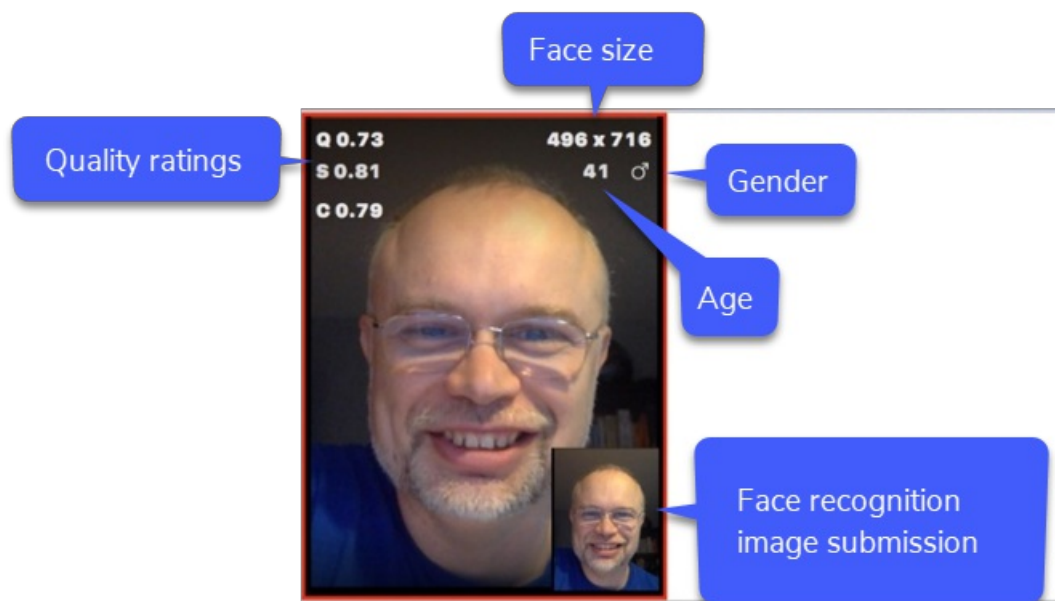 Face size
Quality ratings
Q 0.73
496 x 716
S 0.81
41 ♂
Gender
C 0.79
Age
Face recognition
image submission